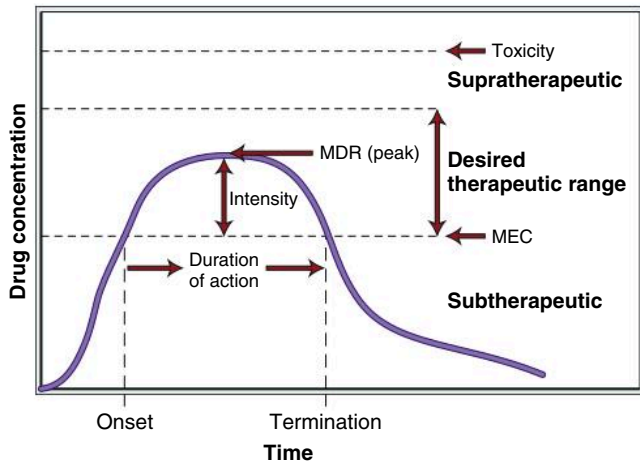 Toxicity
Supratherapeutic
MDR (peak)
Desired
therapeutic range
Intensity
MEC
Duration
of action
Subtherapeutic
Drug concentration
Onset
Termination
Time